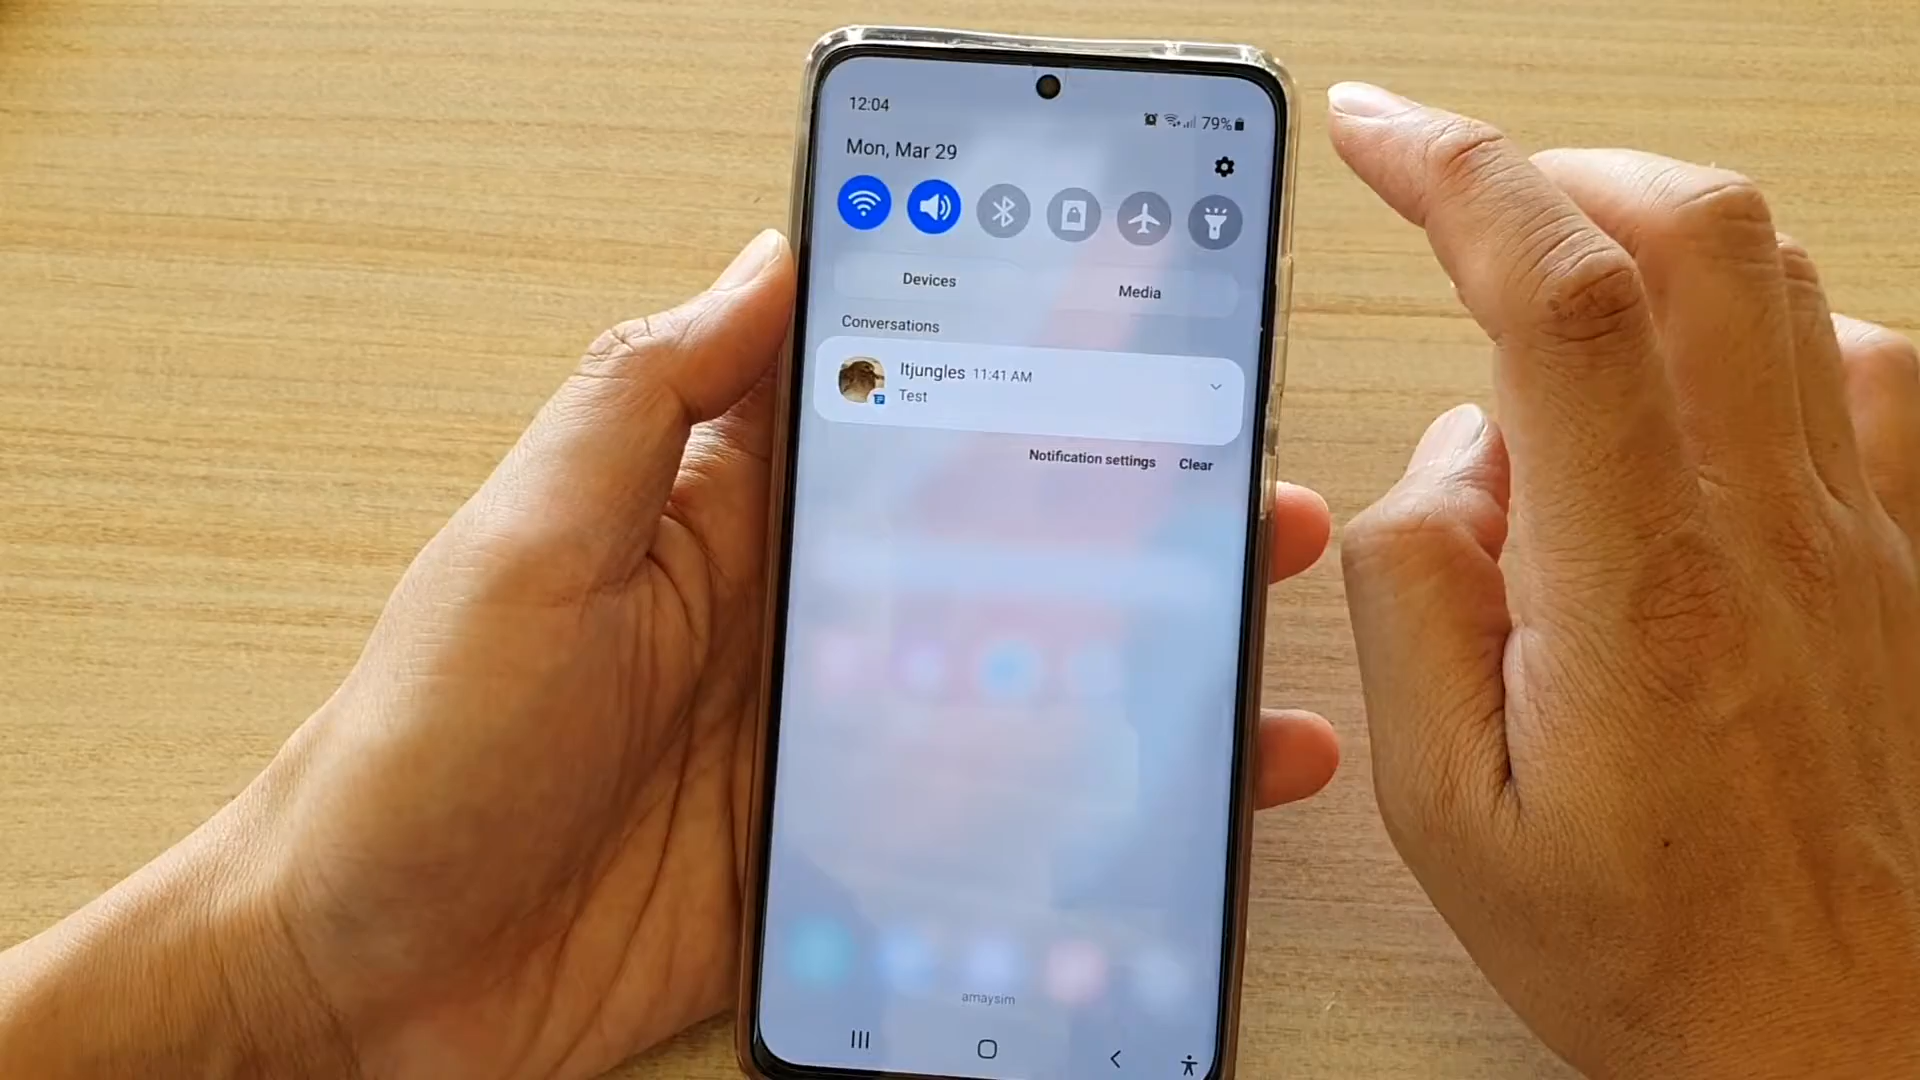 12:04
79%
Mon, Mar 29
Devices
Media
Conversations
Itjungles 11:41 AM
Test
Notification settings Clear
amaysim